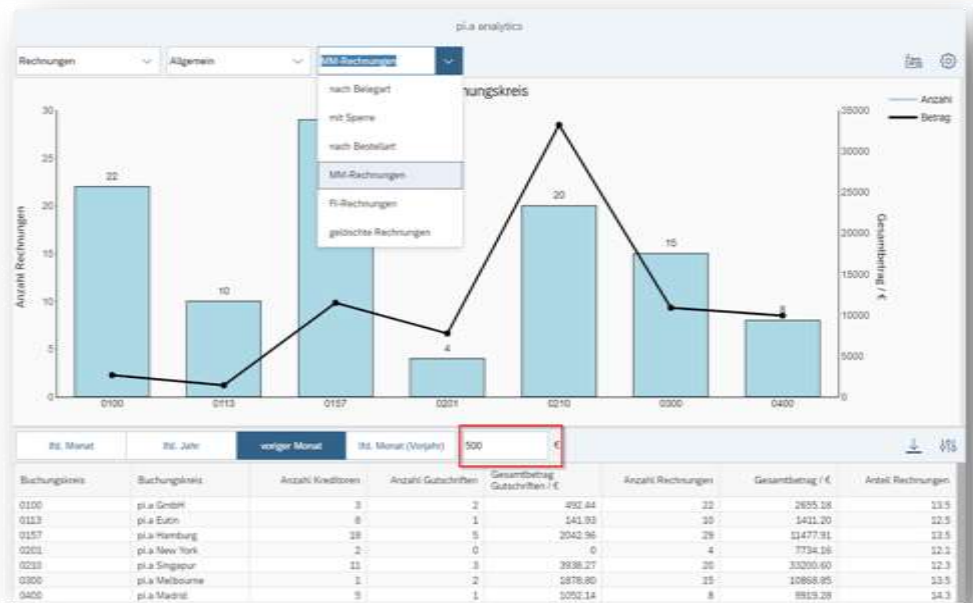 pi.a analytics
Rechnungen Allgemein MM-Rechnungen
nach Belegart
mit Sperre
nach Bestellart
MM-Rechnungen
FI-Rechnungen
gelöschte Rechnungen
hungskreis
Anzahl
Betrag
Anzahl Rechnungen
30
25
20
15
10
5
0
22
10
4
20
15
8
35000
30000
25000
20000
15000
10000
5000
0
Gesamtbetrag / €
0100 0113 0157 0201 0210 0300 0400
lfd. Monat lfd. Jahr voriger Monat lfd. Monat (Vorjahr) 500 €
Buchungskreis Buchungskreis Anzahl Kreditoren Anzahl Gutschriften Gesamtbetrag Gutschriften / € Anzahl Rechnungen Gesamtbetrag / € Anteil Rechnungen
0100 pi.a GmbH 3 2 492.44 22 2655.18 13.5
0113 pi.a Eutin 8 1 141.93 10 1411.20 12.5
0157 pi.a Hamburg 18 5 2042.96 29 11477.91 13.5
0201 pi.a New York 2 0 0 4 7734.16 12.1
0210 pi.a Singapur 11 3 3938.27 20 33200.60 12.3
0300 pi.a Melbourne 1 2 1878.80 15 10868.95 13.5
0400 pi.a Madrid 5 1 1052.14 8 9919.28 14.3